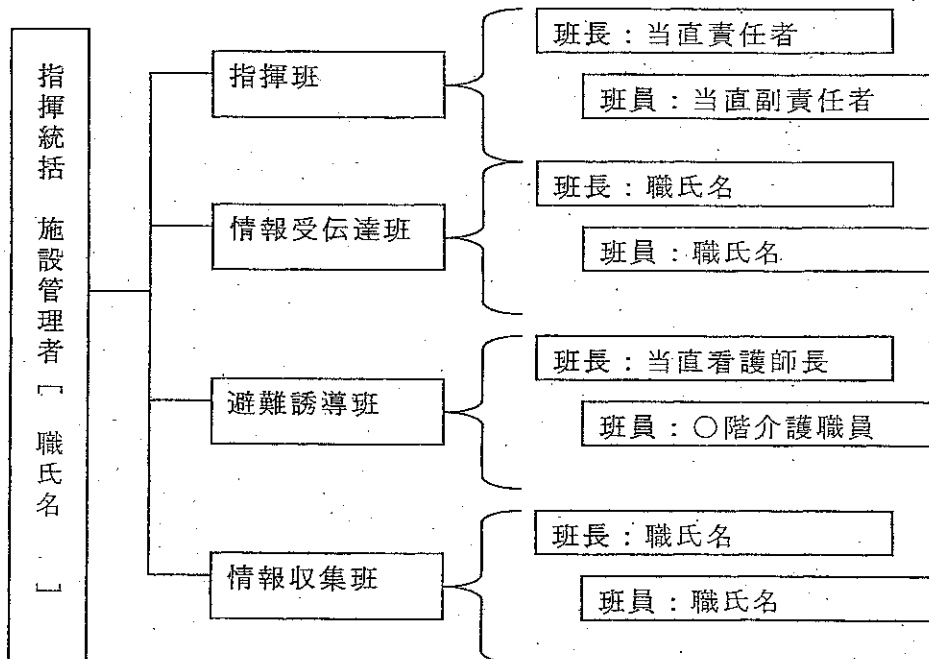 指揮統括 施設管理者［ 職氏名 ］
指揮班
班長：当直責任者
班員：当直副責任者
情報受伝達班
班長：職氏名
班員：職氏名
避難誘導班
班長：当直看護師長
班員：〇階介護職員
情報収集班
班長：職氏名
班員：職氏名